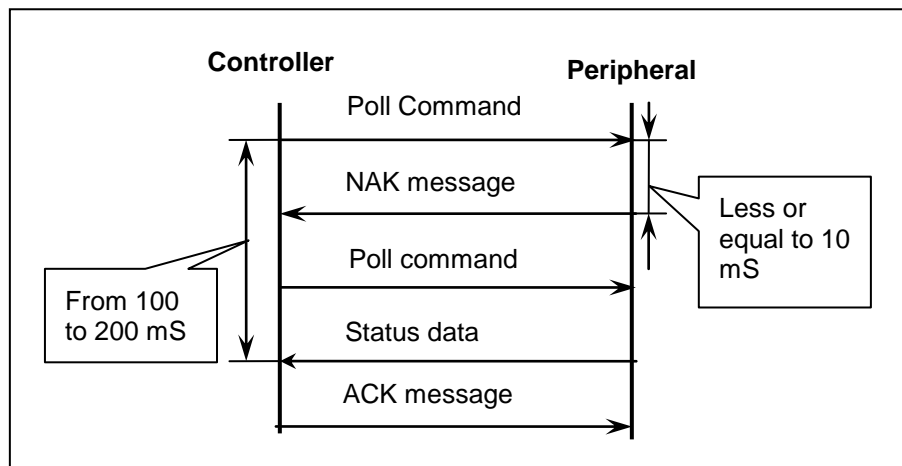 Controller
Peripheral
Poll Command
NAK message
Less or
equal to 10
mS
Poll command
From 100
to 200 mS
Status data
ACK message